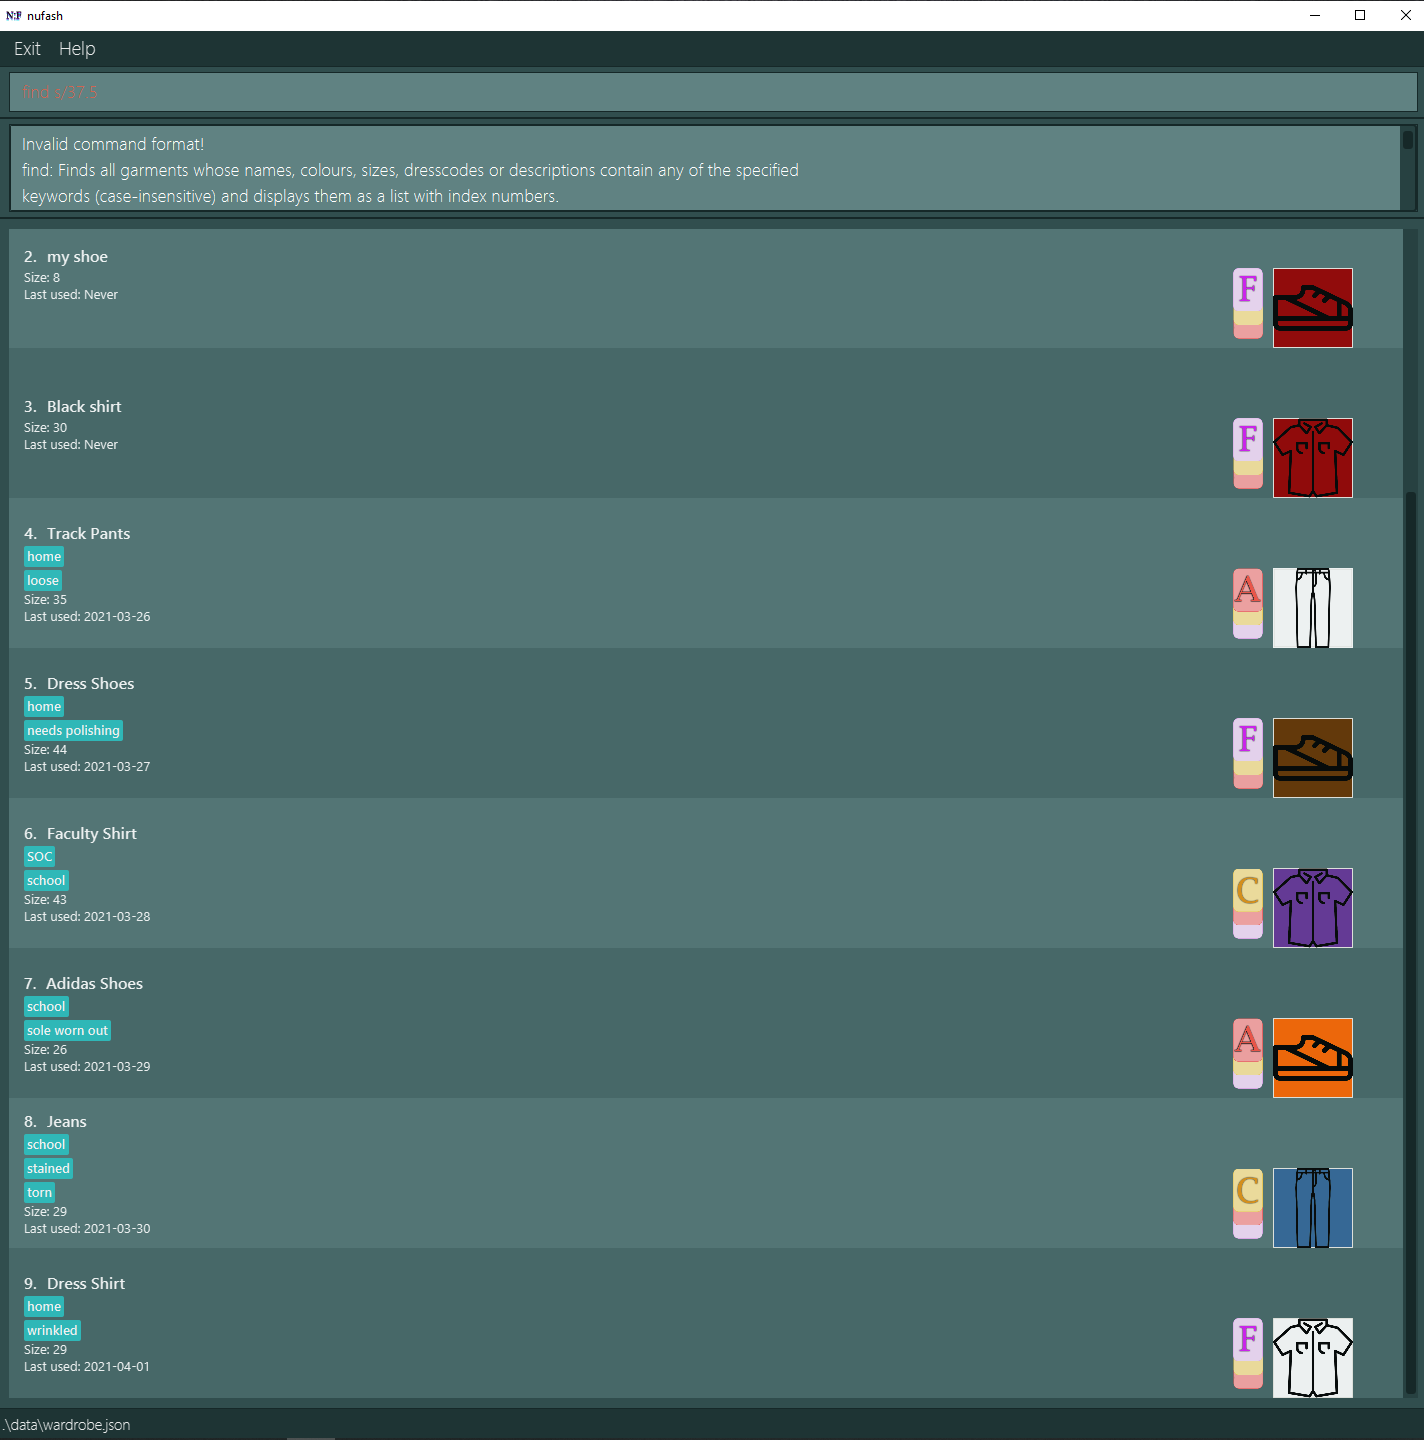 N:F nufash
Exit Help
find s/37.5
Invalid command format!
find: Finds all garments whose names, colours, sizes, dresscodes or descriptions contain any of the specified
keywords (case-insensitive) and displays them as a list with index numbers.
2. my shoe
Size: 8
Last used: Never
F
3. Black shirt
Size: 30
Last used: Never
F
4. Track Pants
home
loose
Size: 35
Last used: 2021-03-26
A
5. Dress Shoes
home
needs polishing
Size: 44
Last used: 2021-03-27
F
6. Faculty Shirt
SOC
school
Size: 43
Last used: 2021-03-28
C
7. Adidas Shoes
school
sole worn out
Size: 26
Last used: 2021-03-29
A
8. Jeans
school
stained
torn
Size: 29
Last used: 2021-03-30
C
9. Dress Shirt
home
wrinkled
Size: 29
Last used: 2021-04-01
F
.\data\wardrobe.json